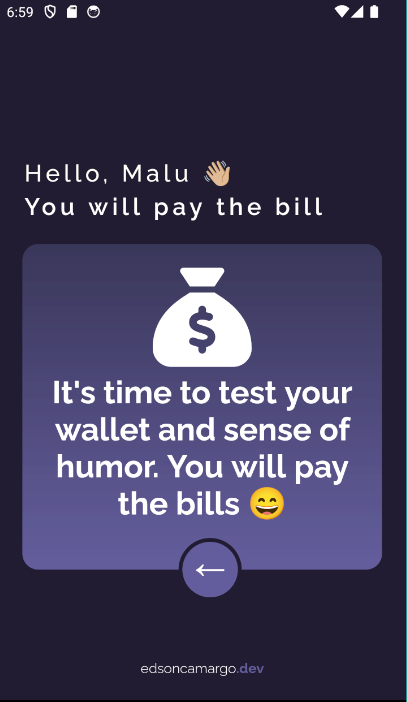 6:59
Hello, Malu 👋🏼
You will pay the bill
$
It's time to test your
wallet and sense of
humor. You will pay
the bills 😄
edsoncamargo.dev